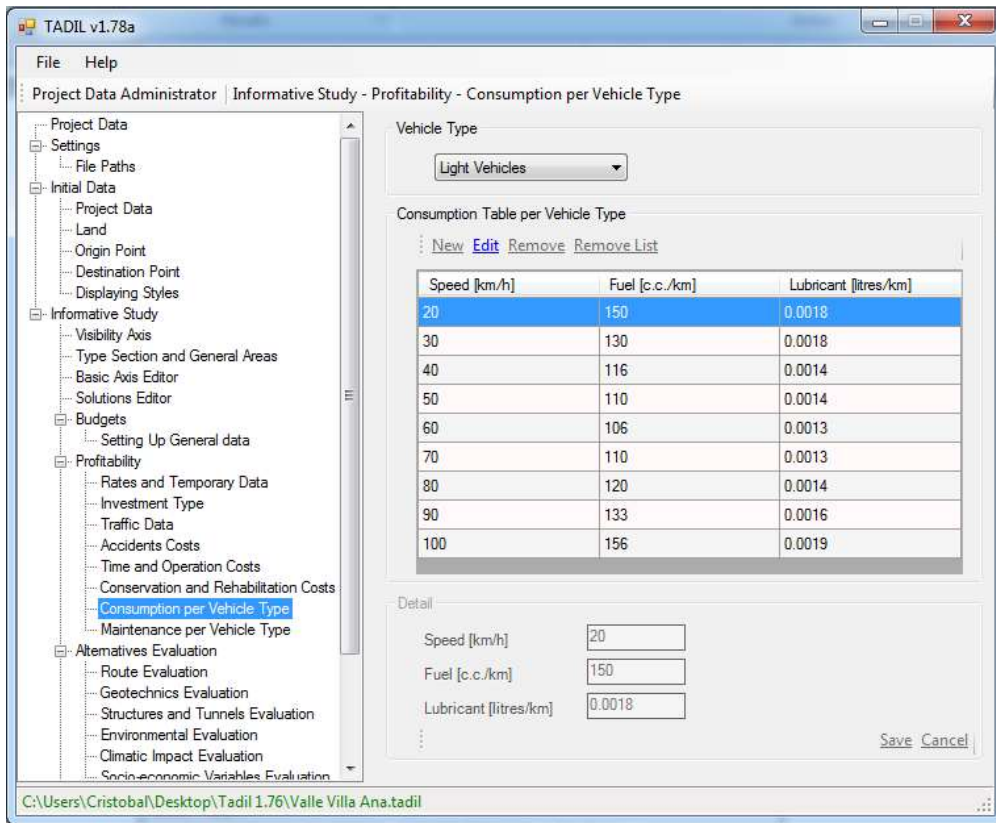 TADIL v1.78a
File Help
Project Data Administrator Informative Study - Profitability - Consumption per Vehicle Type
Project Data
Settings
File Paths
Initial Data
Project Data
Land
Origin Point
Destination Point
Displaying Styles
Informative Study
Visibility Axis
Type Section and General Areas
Basic Axis Editor
Solutions Editor
Budgets
Setting Up General data
Profitability
Rates and Temporary Data
Investment Type
Traffic Data
Accidents Costs
Time and Operation Costs
Conservation and Rehabilitation Costs
Consumption per Vehicle Type
Maintenance per Vehicle Type
Alternatives Evaluation
Route Evaluation
Geotechnics Evaluation
Structures and Tunnels Evaluation
Environmental Evaluation
Climatic Impact Evaluation
Socio-economic Variables Evaluation
Vehicle Type
Light Vehicles
Consumption Table per Vehicle Type
New Edit Remove Remove List
Speed [km/h] Fuel [c.c./km] Lubricant [litres/km]
20 150 0.0018
30 130 0.0018
40 116 0.0014
50 110 0.0014
60 106 0.0013
70 110 0.0013
80 120 0.0014
90 133 0.0016
100 156 0.0019
Detail
Speed [km/h] 20
Fuel [c.c./km] 150
Lubricant [litres/km] 0.0018
Save Cancel
C:\Users\Cristobal\Desktop\Tadil 1.76\Valle Villa Ana.tadil